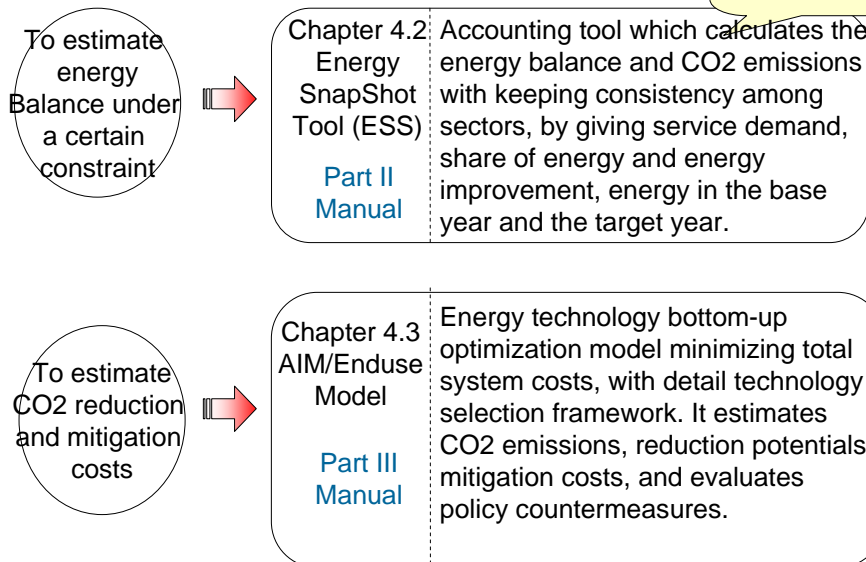 To estimate
energy
Balance under
a certain
constraint
Chapter 4.2
Energy
SnapShot
Tool (ESS)
Part II
Manual
Accounting tool which calculates the
energy balance and CO2 emissions
with keeping consistency among
sectors, by giving service demand,
share of energy and energy
improvement, energy in the base
year and the target year.
To estimate
CO2 reduction
and mitigation
costs
Chapter 4.3
AIM/Enduse
Model
Part III
Manual
Energy technology bottom-up
optimization model minimizing total
system costs, with detail technology
selection framework. It estimates
CO2 emissions, reduction potentials
mitigation costs, and evaluates
policy countermeasures.